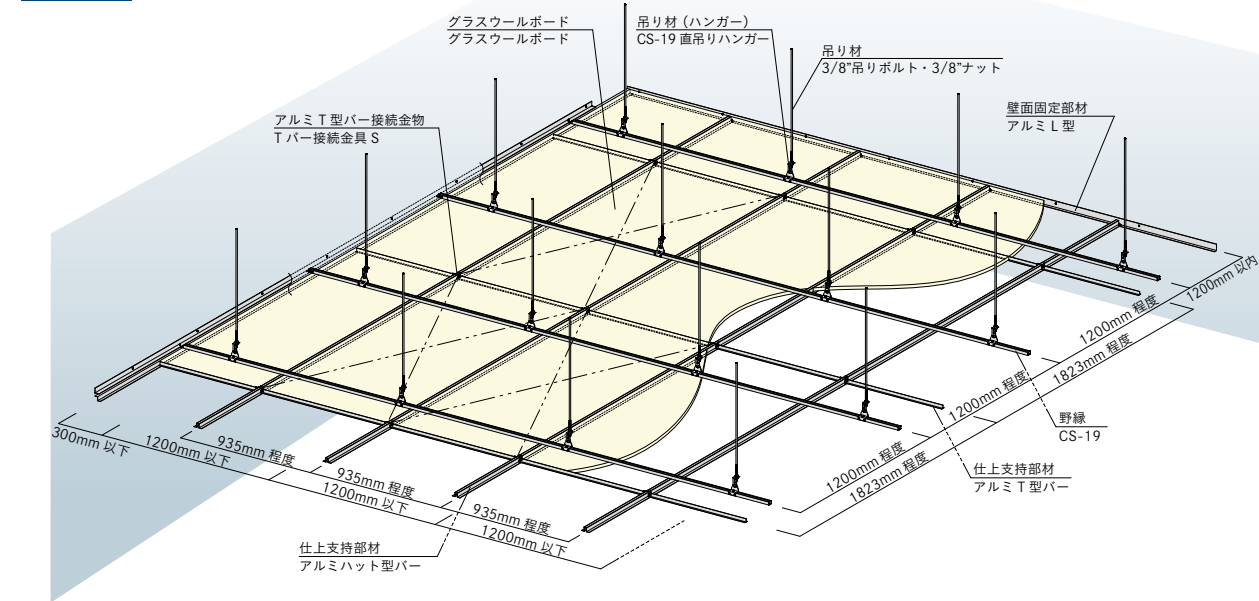 グラスウールボード
グラスウールボード
吊り材 (ハンガー)
CS-19 直吊りハンガー
吊り材
3/8”吊りボルト・3/8”ナット
アルミ T 型バー接続金物
T バー接続金具 S
壁面固定部材
アルミ L 型
1200mm 以内
1200mm 程度
1823mm 程度
1200mm 程度
野縁
CS-19
1200mm 程度
1823mm 程度
仕上支持部材
アルミ T 型バー
300mm 以下
1200mm 以下
935mm 程度
935mm 程度
1200mm 以下
935mm 程度
1200mm 以下
仕上支持部材
アルミハット型バー